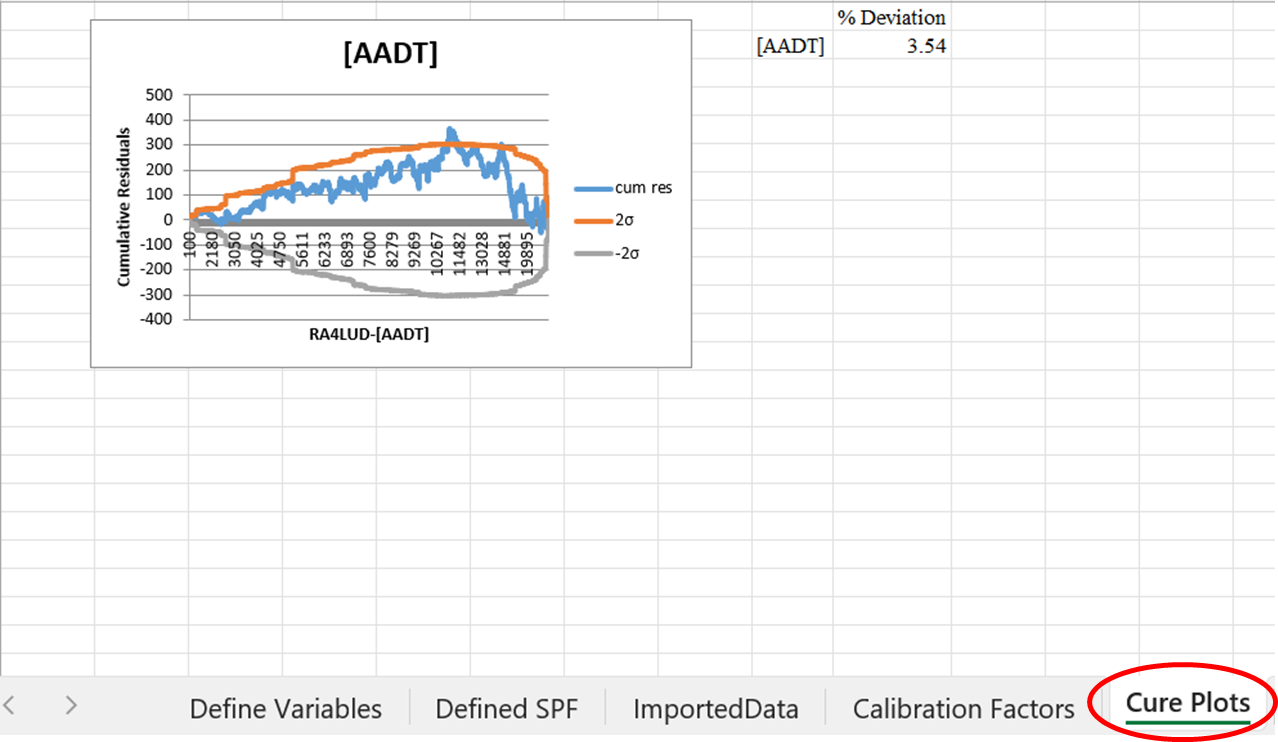 % Deviation
[AADT] 3.54
[AADT]
500
400
300
200
100
0
-100
-200
-300
-400
Cumulative Residuals
100 2180 3050 4025 4750 5611 6233 6893 7600 8279 9269 10267 11482 13028 14881 19895
RA4LUD-[AADT]
cum res
2σ
-2σ
Define Variables Defined SPF ImportedData Calibration Factors Cure Plots